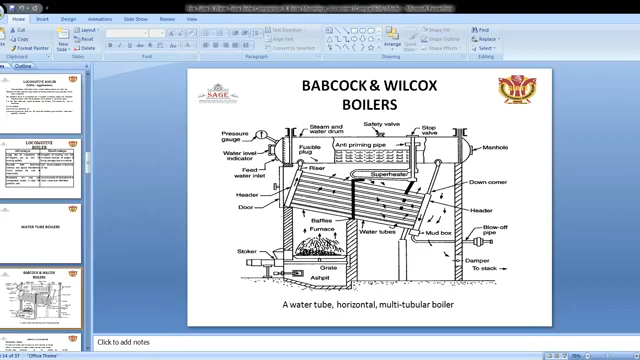 Home
Insert
Design
Animations
Slide Show
Review
View
Cut
Copy
Format Painter
Clipboard
New
Slide
Layout
Reset
Delete
Slides
Font
Paragraph
Text Direction
Align Text
Convert to SmartArt
Arrange
Quick
Styles
Shape Fill
Shape Outline
Shape Effects
Drawing
Find
Replace
Select
Editing
Outline
LOCOMOTIVE BOILER
LOCOMOTIVE
BOILER
WATER TUBE BOILERS
BABCOCK & WILCOX
BOILERS
SAGE
BABCOCK & WILCOX
BOILERS
Pressure
gauge
Steam and
water drum
Safety valve
Stop
valve
Water level
indicator
Fusible
plug
Anti priming pipe
Manhole
Feed
water inlet
Riser
Superheater
Down comer
Header
Door
Header
Baffles
Furnace
Water tubes
Mud box
Blow-off
pipe
Stoker
Grate
Ashpit
Damper
To stack
A water tube, horizontal, multi-tubular boiler
Click to add notes
14 of 37
"Office Theme"